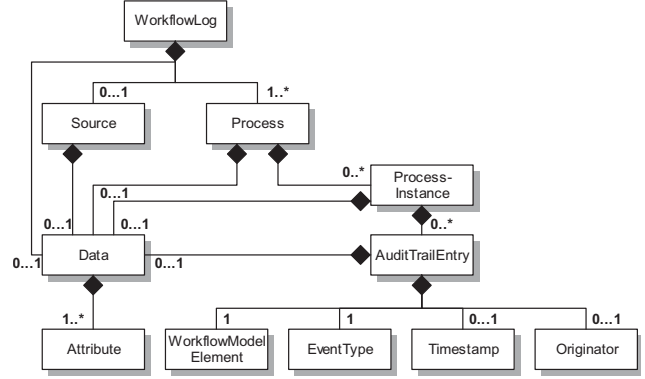 WorkflowLog
0...1
1..*
Source
Process
0..*
Process-
Instance
0...1
0...1
0...1
0..*
0...1
Data
0...1
AuditTrailEntry
1..*
1
1
0...1
0...1
Attribute
WorkflowModel
Element
EventType
Timestamp
Originator